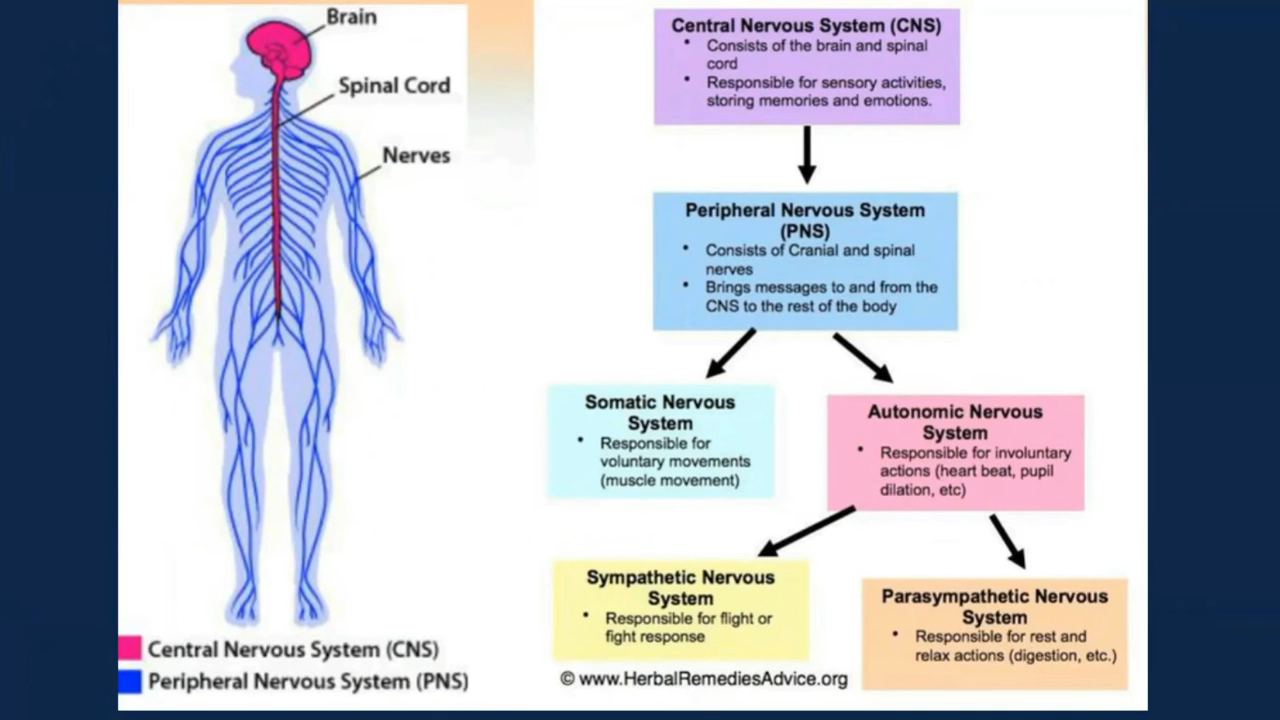 Brain
Spinal Cord
Nerves
Central Nervous System (CNS)
Peripheral Nervous System (PNS)
Central Nervous System (CNS)
• Consists of the brain and spinal
cord
• Responsible for sensory activities,
storing memories and emotions.
Peripheral Nervous System
(PNS)
• Consists of Cranial and spinal
nerves
• Brings messages to and from the
CNS to the rest of the body
Somatic Nervous
System
• Responsible for
voluntary movements
(muscle movement)
Autonomic Nervous
System
• Responsible for involuntary
actions (heart beat, pupil
dilation, etc)
Sympathetic Nervous
System
• Responsible for flight or
fight response
Parasympathetic Nervous
System
• Responsible for rest and
relax actions (digestion, etc.)
© www.HerbalRemediesAdvice.org